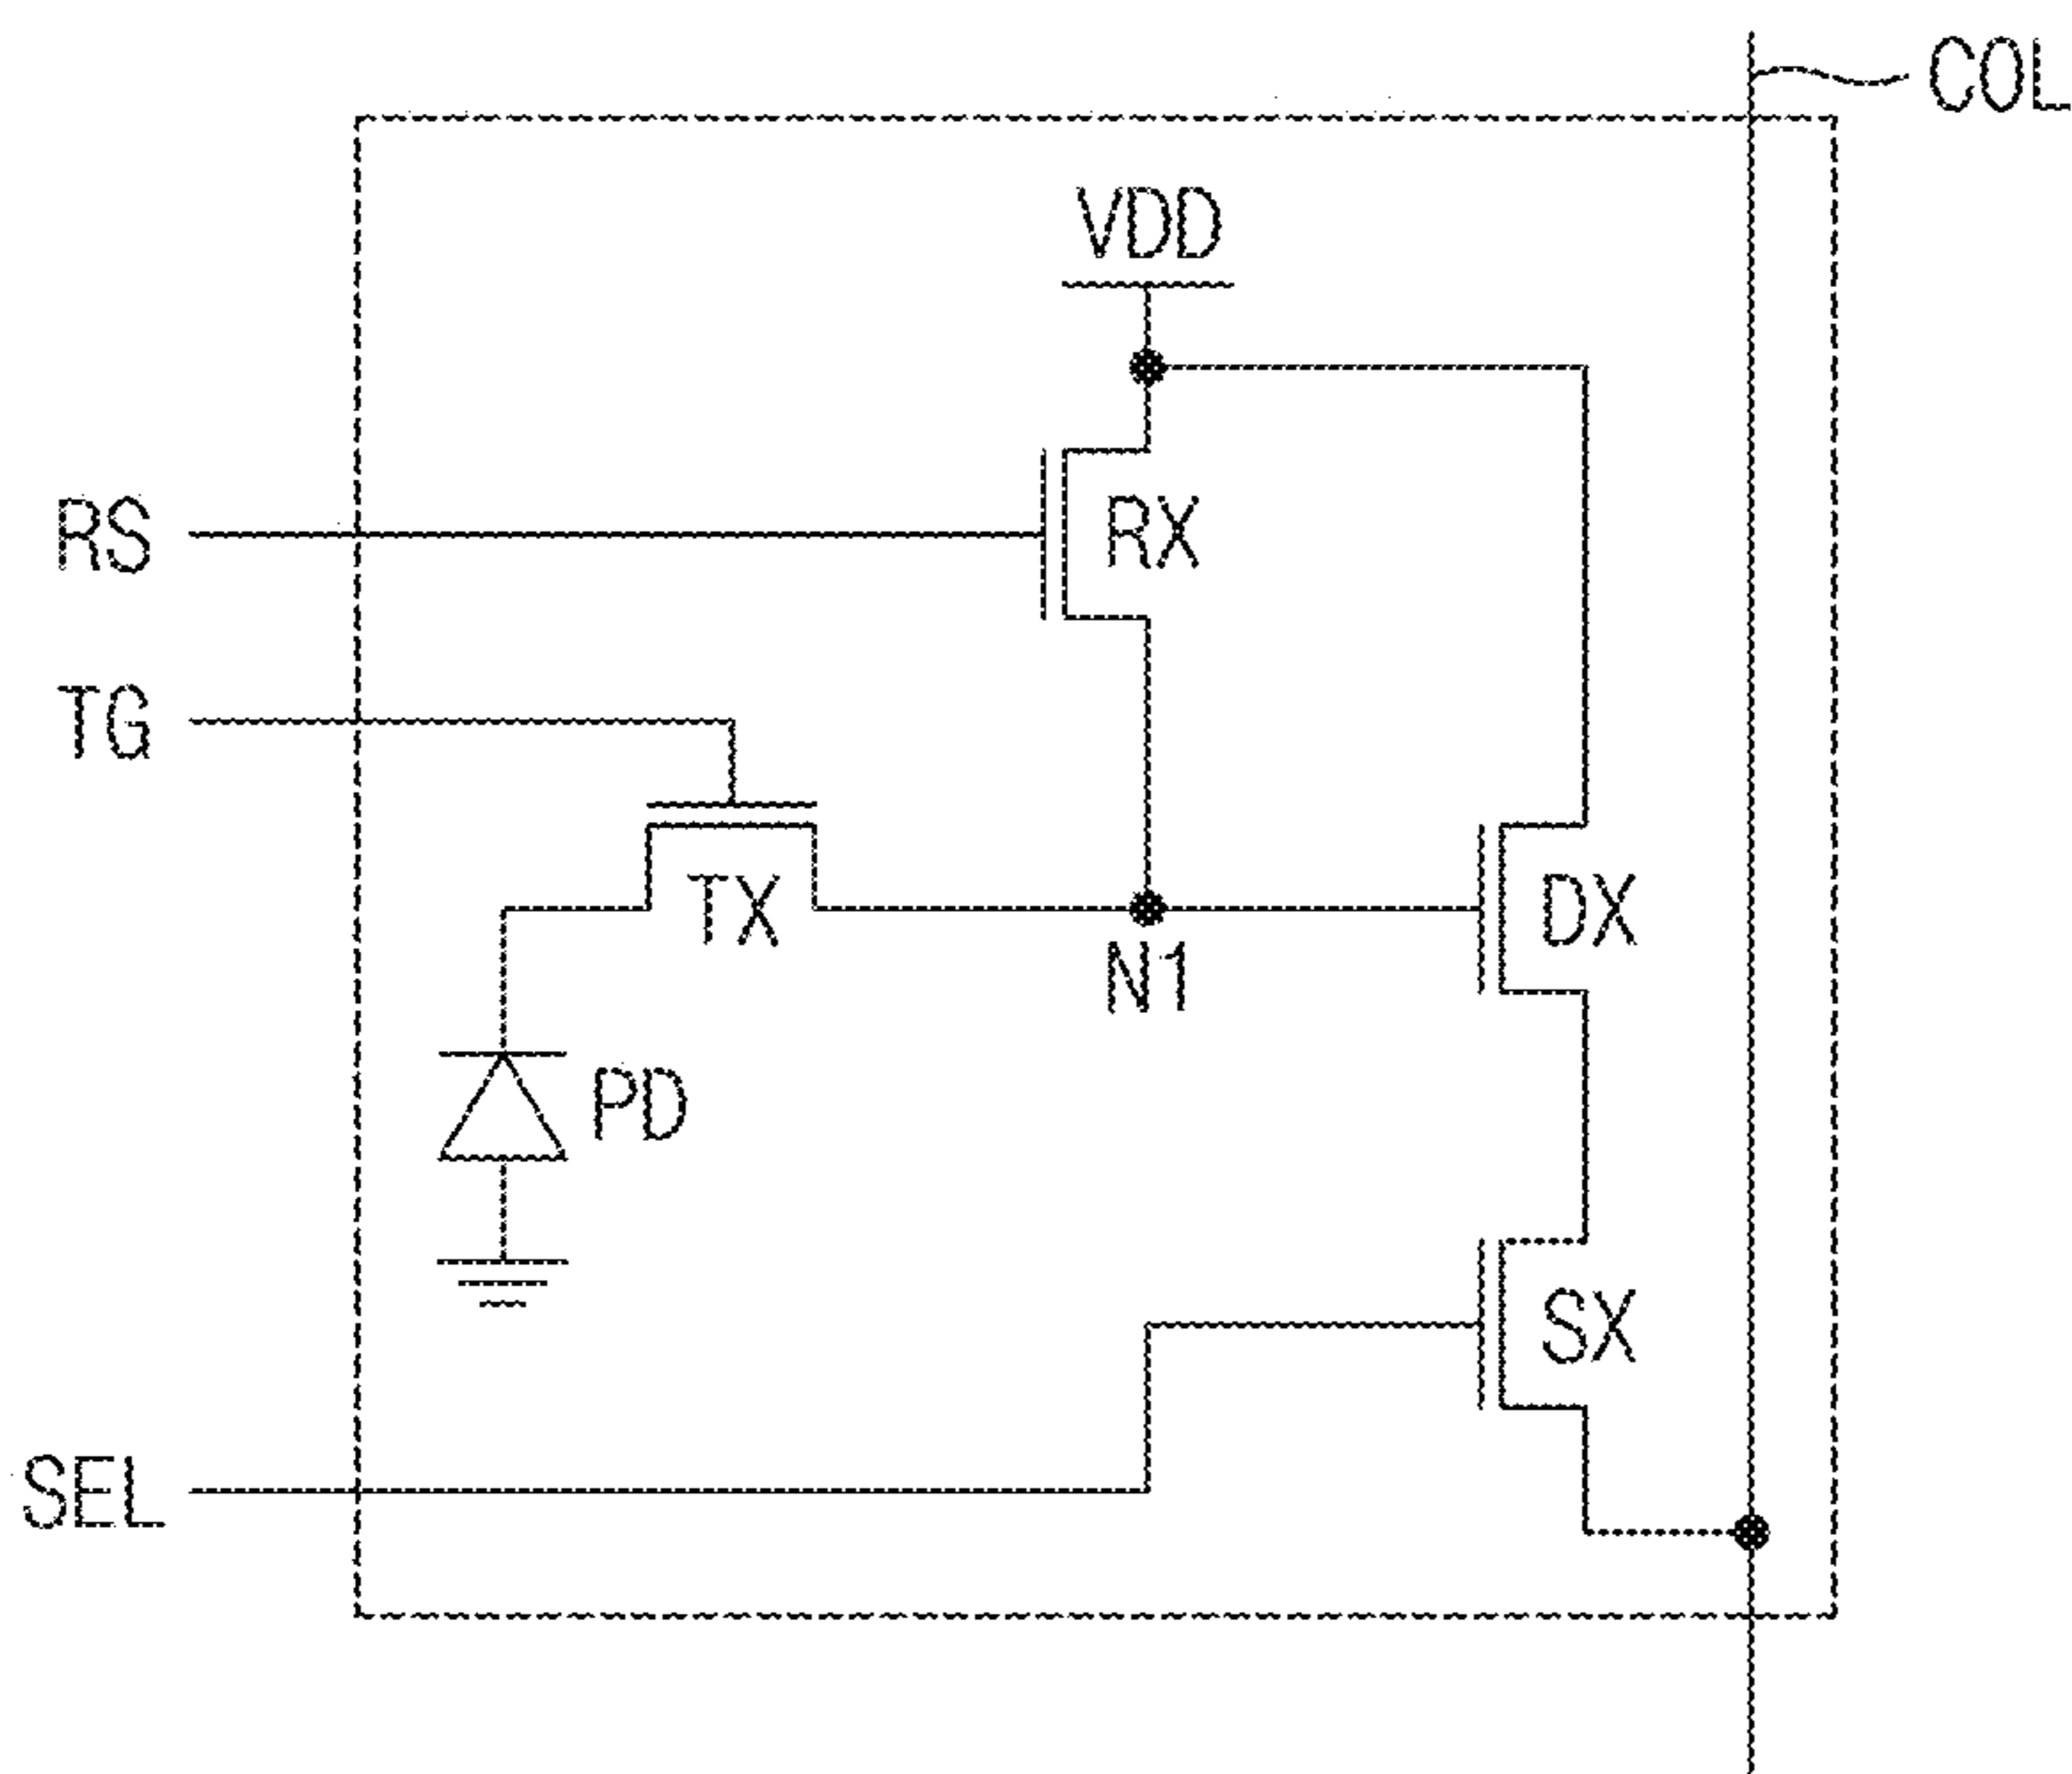 COL
VDD
RS
RX
TG
TX
DX
N1
PD
SX
SEL